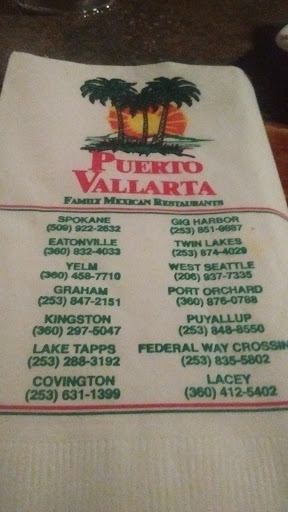 PUERTO
VALLARTA
FAMILY MEXICAN RESTAURANTS
SPOKANE
(509) 922-2632
EATONVILLE
(360) 832-4033
YELM
(360) 458-7710
GRAHAM
(253) 847-2151
KINGSTON
(360) 297-5047
LAKE TAPPS
(253) 288-3192
COVINGTON
(253) 631-1399
GIG HARBOR
(253) 851-9887
TWIN LAKES
(253) 874-4029
WEST SEATTLE
(206) 937-7335
PORT ORCHARD
(360) 876-0788
PUYALLUP
(253) 848-8550
FEDERAL WAY CROSSIN
(253) 835-5802
LACEY
(360) 412-5402